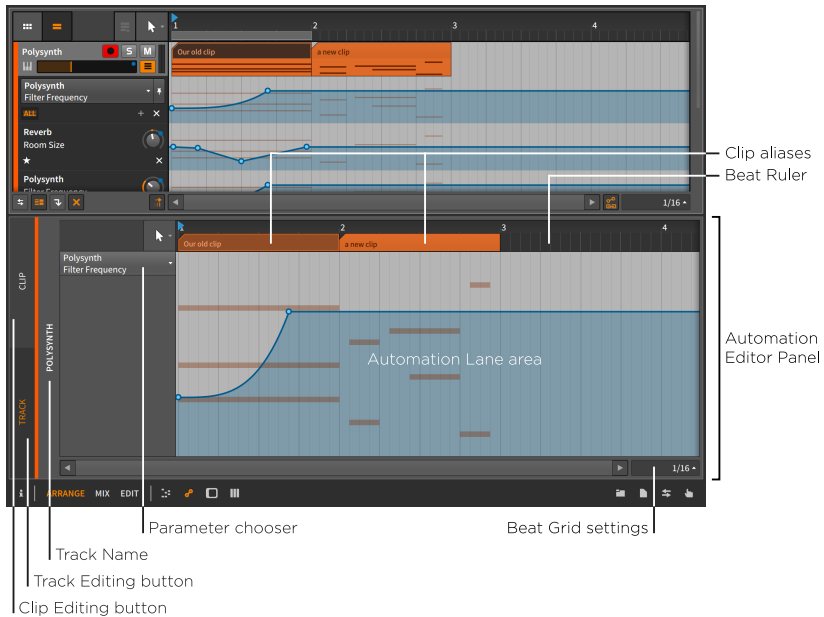 1 2 3 4
Polysynth S M
Our old clip a new clip
Polysynth
Filter Frequency
ALL
Reverb
Room Size
Polysynth
Filter Frequency
1/16
Clip aliases
Beat Ruler
2 3 4
Our old clip a new clip
Polysynth
Filter Frequency
CLIP
POLYSYNTH
TRACK
Automation Lane area
Automation
Editor Panel
1/16
ARRANGE MIX EDIT
Parameter chooser
Beat Grid settings
Track Name
Track Editing button
Clip Editing button